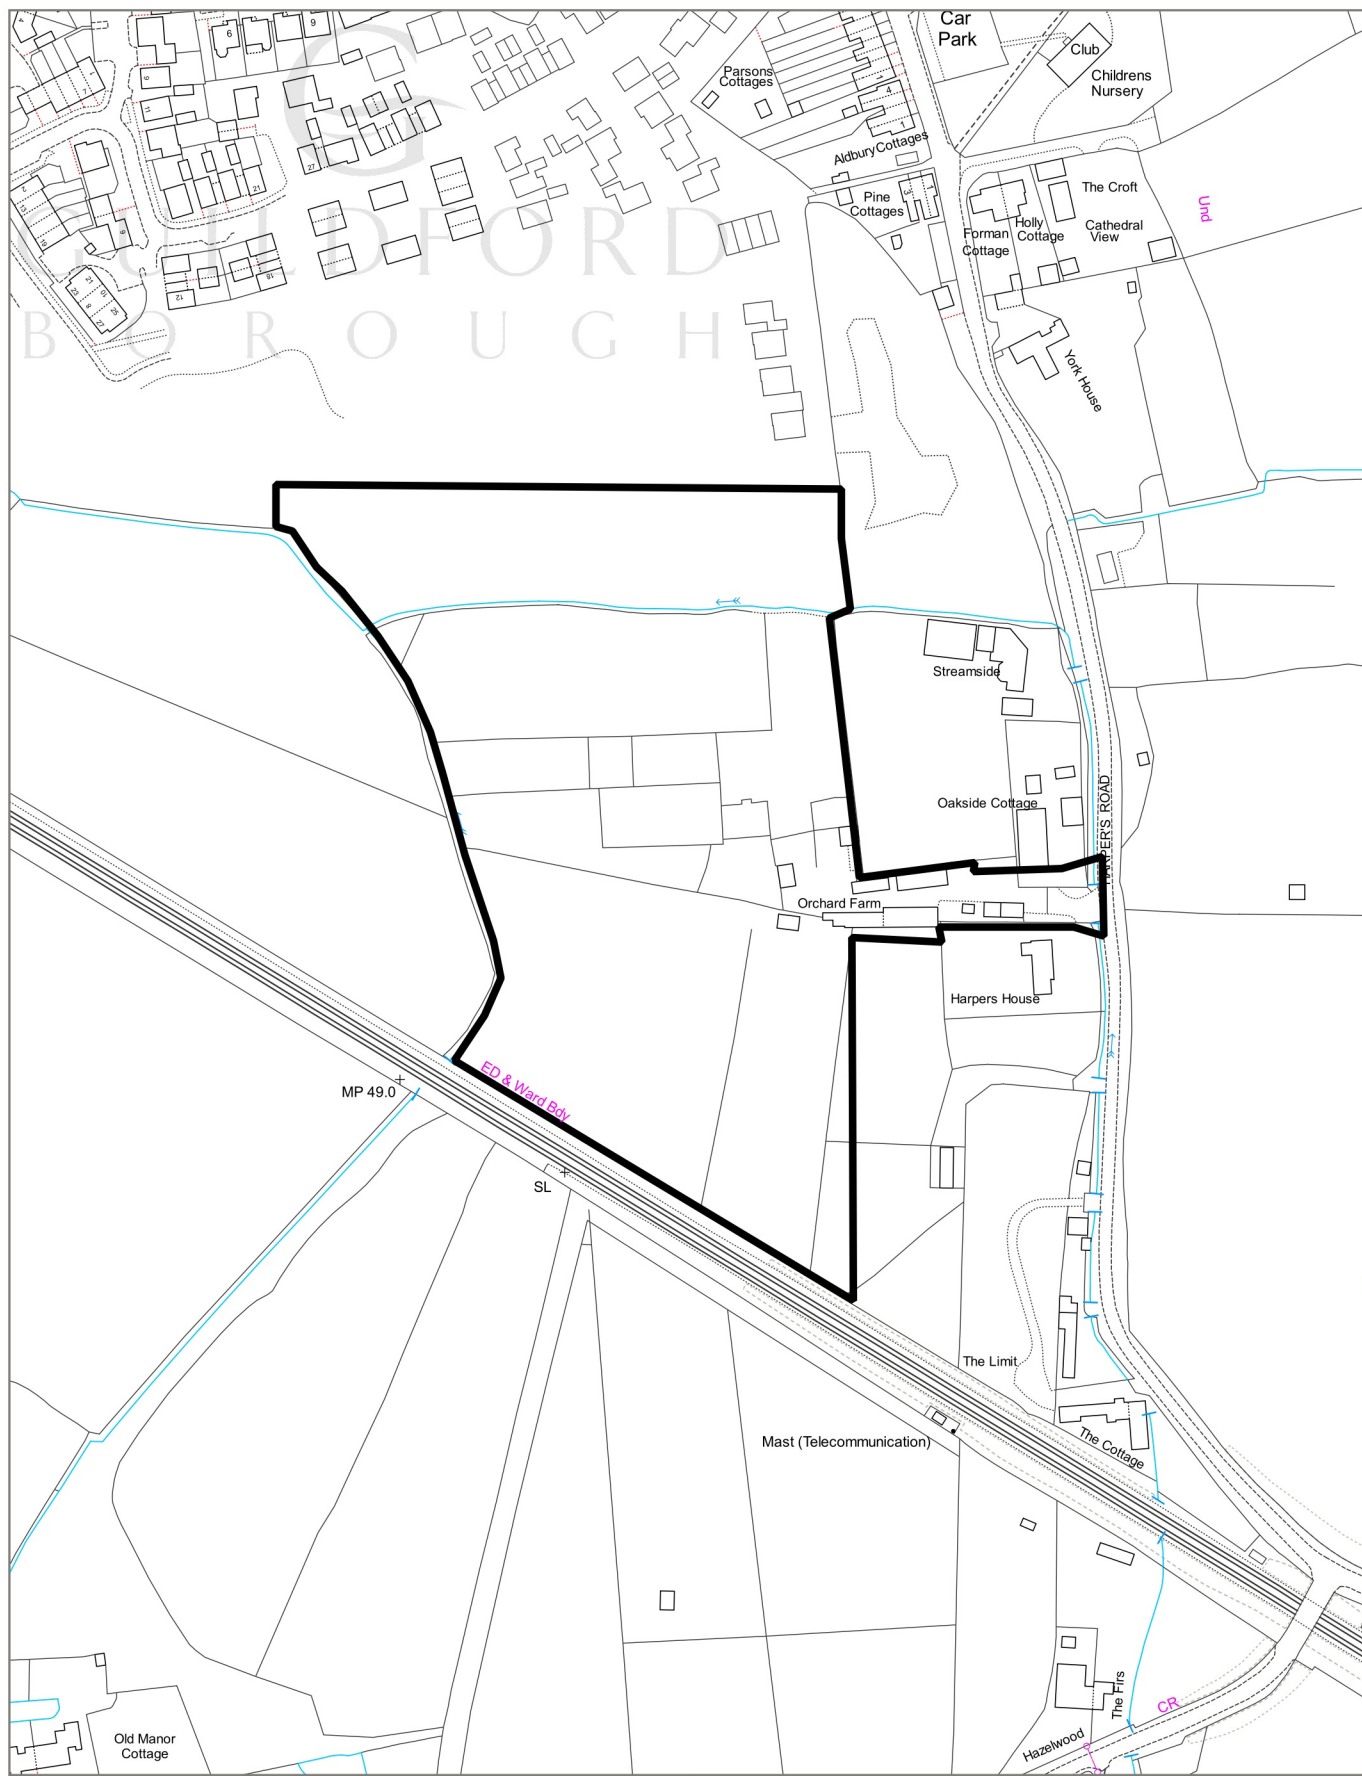 Car
Park
Club
Childrens
Nursery
Parsons
Cottages
Aldbury Cottages
Pine
Cottages
The Croft
Forman
Cottage
Holly
Cottage
Cathedral
View
Und
GUILDFORD
BOROUGH
York House
Streamside
Oakside Cottage
HARPER'S ROAD
Orchard Farm
Harpers House
ED & Ward Bdy
MP 49.0
SL
The Limit
Mast (Telecommunication)
The Cottage
The Firs
CR
Hazelwood
Old Manor
Cottage